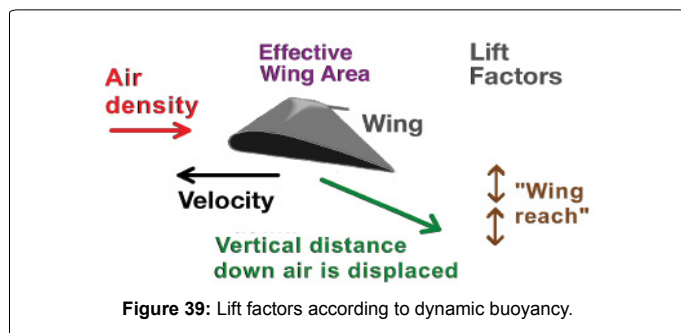 Effective
Wing Area
Lift
Factors
Air
density
Wing
Velocity
"Wing
reach"
Vertical distance
down air is displaced
Figure 39: Lift factors according to dynamic buoyancy.